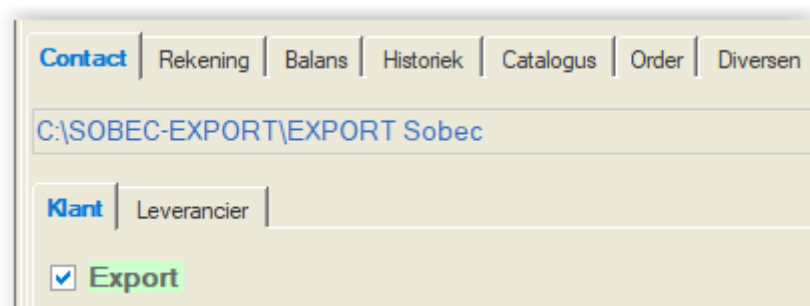 Contact Rekening Balans Historiek Catalogus Order Diversen
C:\SOBEC-EXPORT\EXPORT Sobec
Klant Leverancier
Export